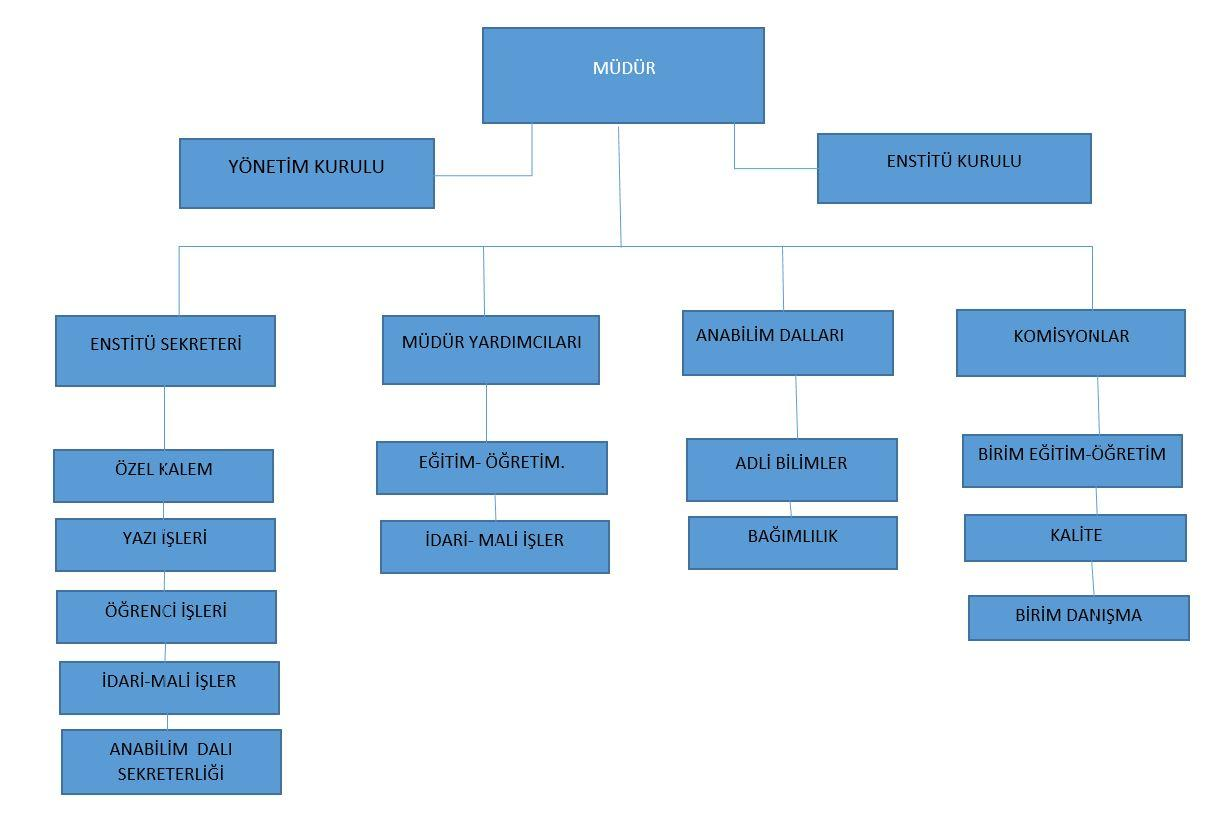 MÜDÜR
YÖNETİM KURULU
ENSTİTÜ KURULU
ENSTİTÜ SEKRETERİ
MÜDÜR YARDIMCILARI
ANABİLİM DALLARI
KOMİSYONLAR
ÖZEL KALEM
YAZI İŞLERİ
ÖĞRENCİ İŞLERİ
İDARİ-MALİ İŞLER
ANABİLİM DALI
SEKRETERLİĞİ
EĞİTİM- ÖĞRETİM.
İDARİ- MALİ İŞLER
ADLİ BİLİMLER
BAĞIMLILIK
BİRİM EĞİTİM-ÖĞRETİM
KALİTE
BİRİM DANIŞMA